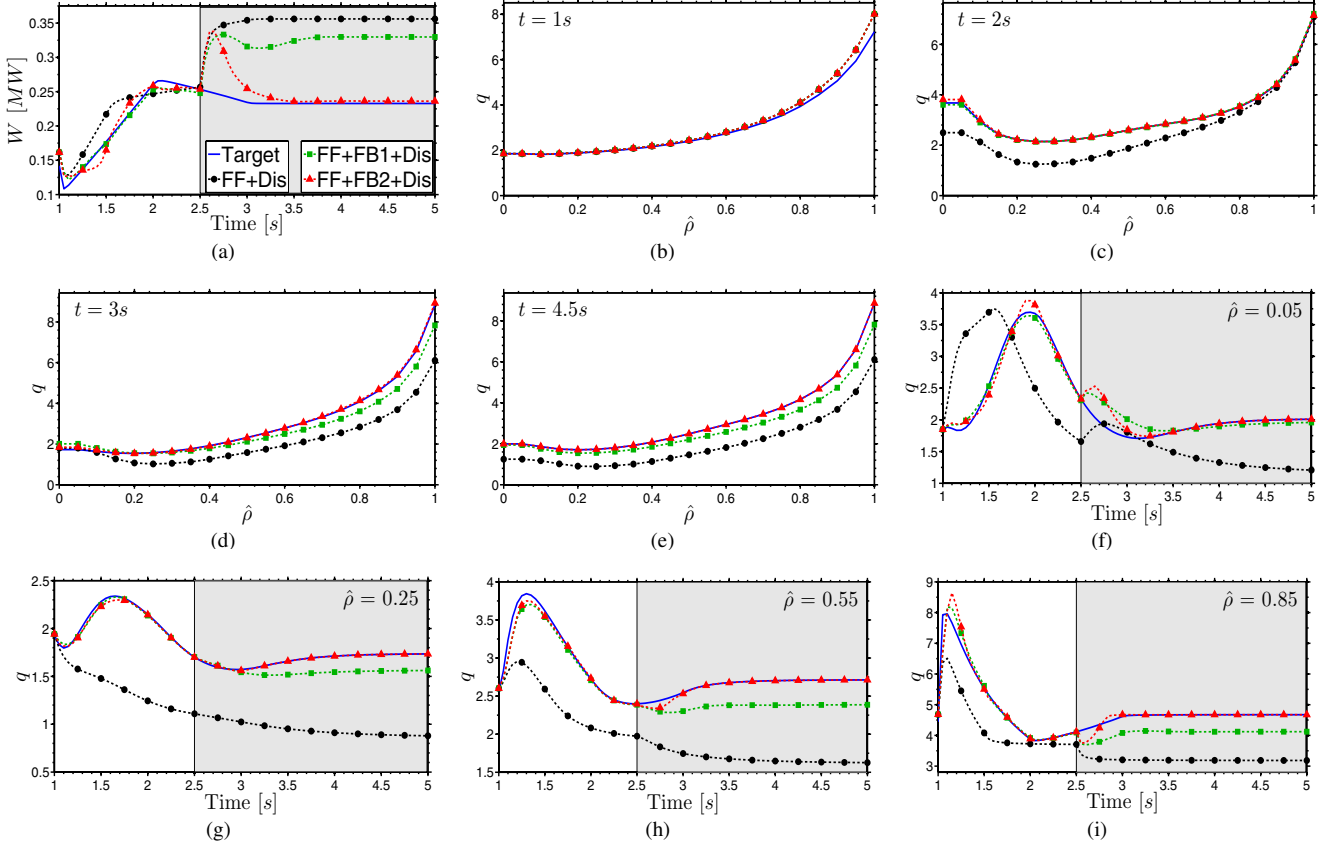 0.35
0.3
0.25
0.2
0.15
0.1
W [MW]
1 1.5 2 2.5 3 3.5 4 4.5 5
Time [s]
Target
FF+Dis
FF+FB1+Dis
FF+FB2+Dis
(a)
t = 1s
8
6
4
2
0
q
0 0.2 0.4 0.6 0.8 1
ρ̂
(b)
t = 2s
6
4
2
0
q
0 0.2 0.4 0.6 0.8 1
ρ̂
(c)
t = 3s
8
6
4
2
0
q
0 0.2 0.4 0.6 0.8 1
ρ̂
(d)
t = 4.5s
8
6
4
2
0
q
0 0.2 0.4 0.6 0.8 1
ρ̂
(e)
ρ̂ = 0.05
4
3.5
3
2.5
2
1.5
1
q
1 1.5 2 2.5 3 3.5 4 4.5 5
Time [s]
(f)
ρ̂ = 0.25
2.5
2
1.5
1
0.5
q
1 1.5 2 2.5 3 3.5 4 4.5 5
Time [s]
(g)
ρ̂ = 0.55
4
3.5
3
2.5
2
1.5
q
1 1.5 2 2.5 3 3.5 4 4.5 5
Time [s]
(h)
ρ̂ = 0.85
9
8
7
6
5
4
3
q
1 1.5 2 2.5 3 3.5 4 4.5 5
Time [s]
(i)